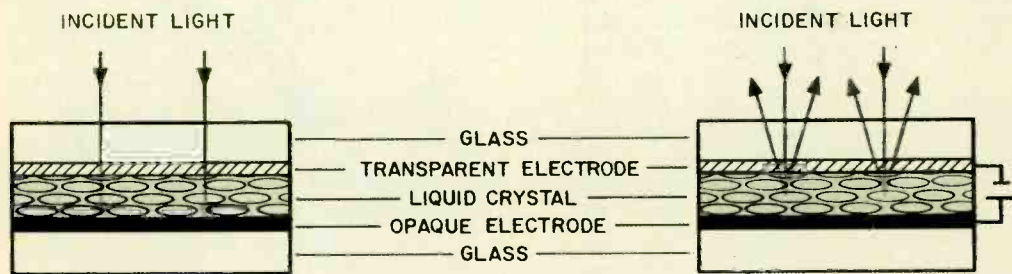 INCIDENT LIGHT
INCIDENT LIGHT
GLASS
TRANSPARENT ELECTRODE
LIQUID CRYSTAL
OPAQUE ELECTRODE
GLASS